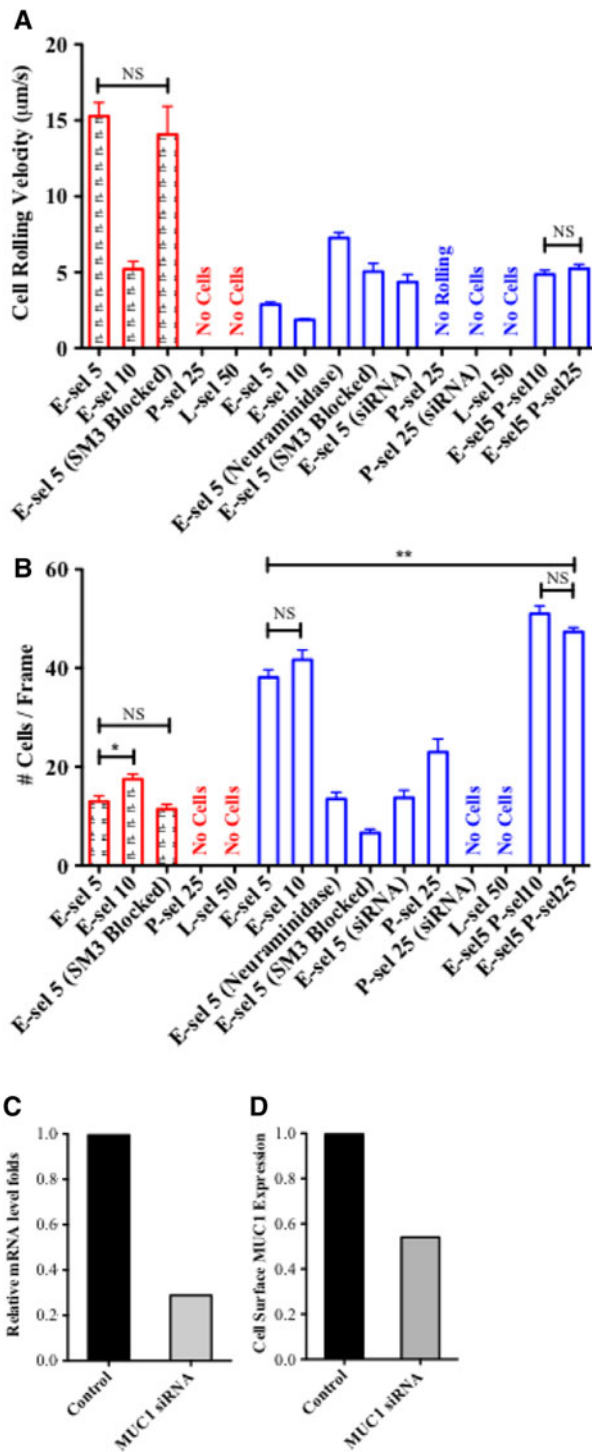 A
Cell Rolling Velocity (μm/s)
20
15
10
5
0
NS
No Cells
No Cells
No Rolling
No Cells
No Cells
NS
E-sel 5
E-sel 10
E-sel 5 (SM3 Blocked)
P-sel 25
L-sel 50
E-sel 5
E-sel 10
E-sel 5 (Neuraminidase)
E-sel 5 (SM3 Blocked)
E-sel 5 (siRNA)
P-sel 25
P-sel 25 (siRNA)
L-sel 50
E-sel5 P-sel10
E-sel5 P-sel25
B
# Cells / Frame
60
40
20
0
NS
*
No Cells
No Cells
NS
**
No Cells
No Cells
NS
E-sel 5
E-sel 10
E-sel 5 (SM3 Blocked)
P-sel 25
L-sel 50
E-sel 5
E-sel 10
E-sel 5 (Neuraminidase)
E-sel 5 (SM3 Blocked)
E-sel 5 (siRNA)
P-sel 25
P-sel 25 (siRNA)
L-sel 50
E-sel5 P-sel10
E-sel5 P-sel25
C
Relative mRNA level folds
1.0
0.8
0.6
0.4
0.2
0.0
Control
MUC1 siRNA
D
Cell Surface MUC1 Expression
1.0
0.8
0.6
0.4
0.2
0.0
Control
MUC1 siRNA